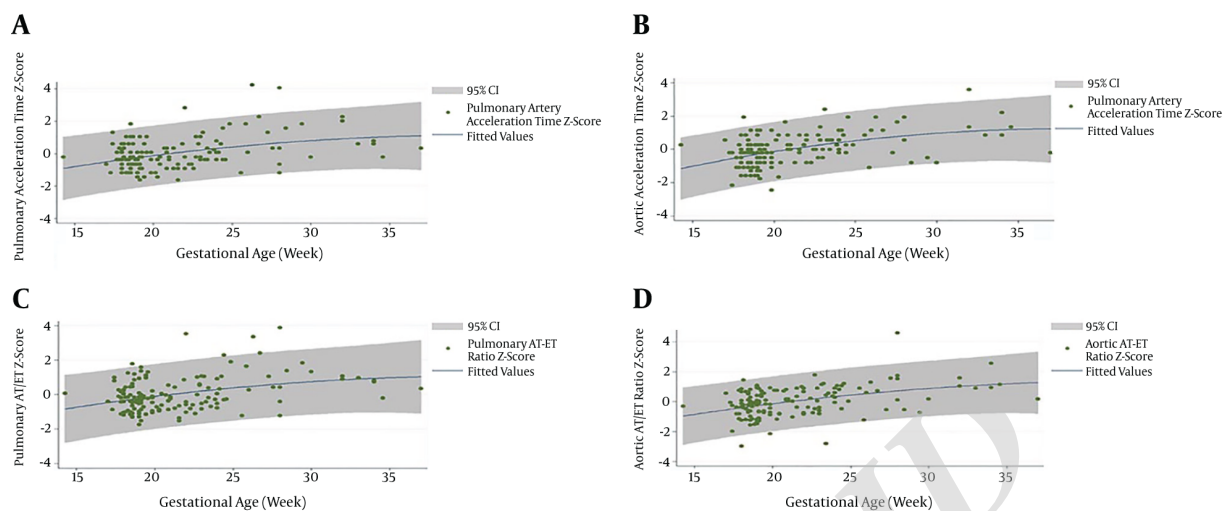 A
Pulmonary Acceleration Time Z-Score
4
2
0
-2
-4
15 20 25 30 35
Gestational Age (Week)
95% CI
Pulmonary Artery
Acceleration Time Z-Score
Fitted Values
B
Aortic Acceleration Time Z-Score
4
2
0
-2
-4
15 20 25 30 35
Gestational Age (Week)
95% CI
Pulmonary Artery
Acceleration Time Z-Score
Fitted Values
C
Pulmonary AT/ET Z-Score
4
2
0
-2
-4
15 20 25 30 35
Gestational Age (Week)
95% CI
Pulmonary AT-ET
Ratio Z-Score
Fitted Values
D
Aortic AT/ET Ratio Z-Score
4
2
0
-2
-4
15 20 25 30 35
Gestational Age (Week)
95% CI
Aortic AT-ET
Ratio Z-Score
Fitted Values